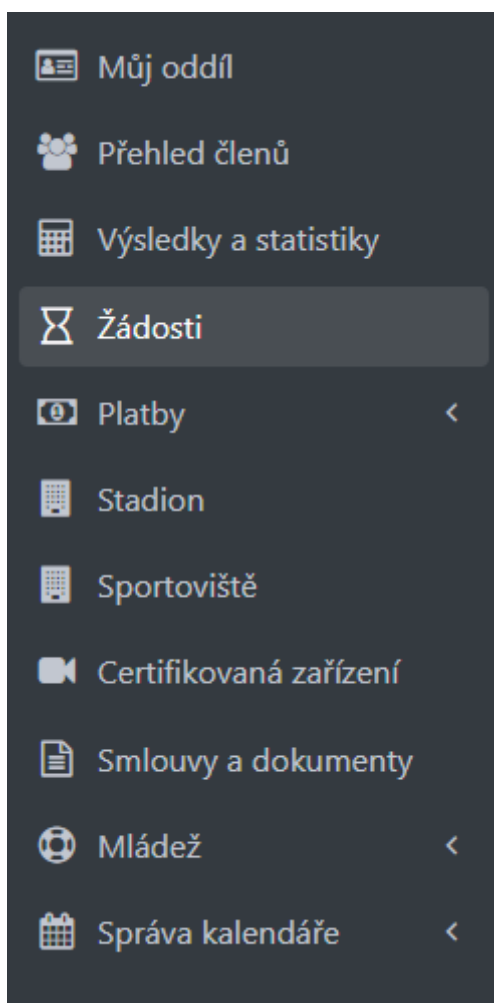 Můj oddíl
Přehled členů
Výsledky a statistiky
Žádosti
Platby
Stadion
Sportoviště
Certifikovaná zařízení
Smlouvy a dokumenty
Mládež
Správa kalendáře